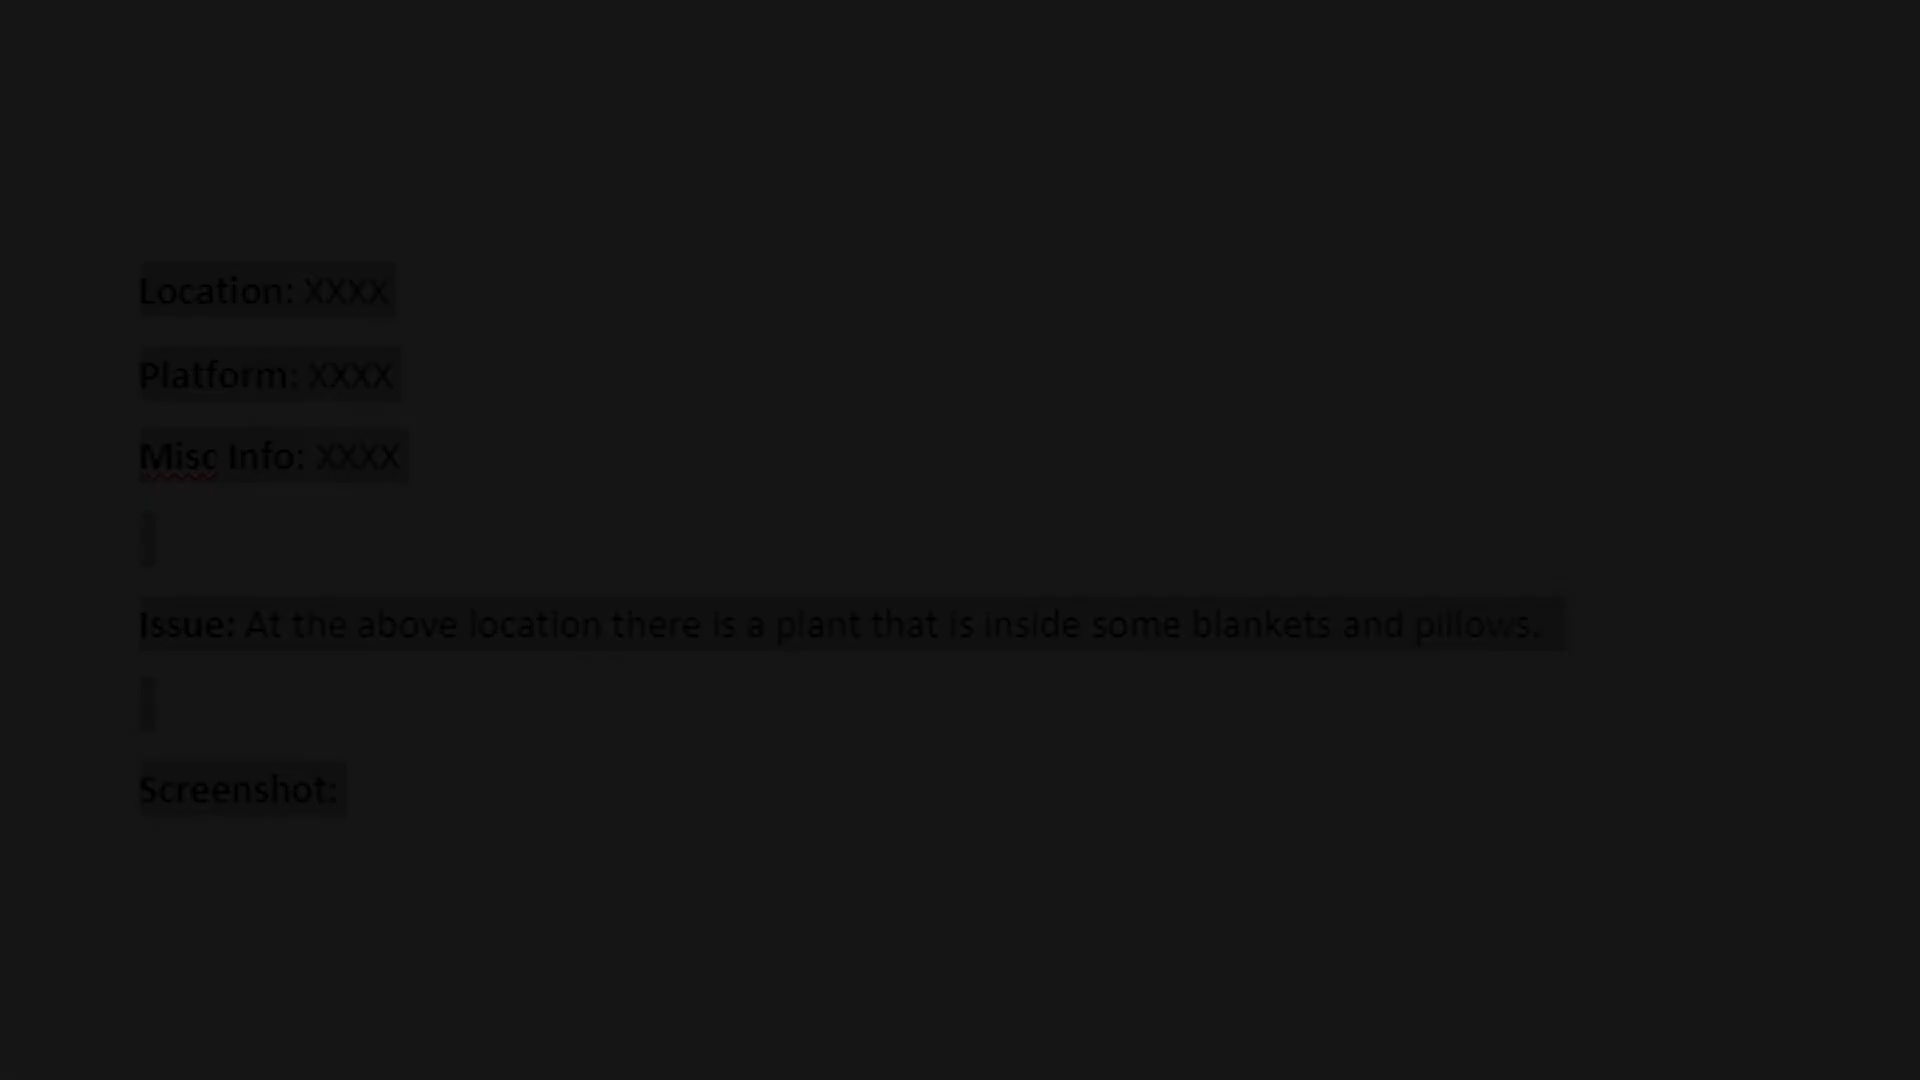 Location: XXXX
Platform: XXXX
Misc Info: XXXX
Issue: At the above location there is a plant that is inside some blankets and pillows.
Screenshot: